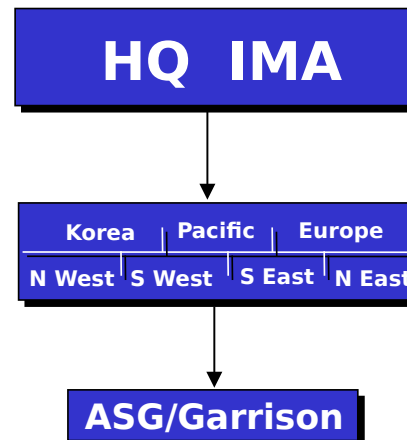 HQ IMA
Korea Pacific Europe
N West S West S East N East
ASG/Garrison